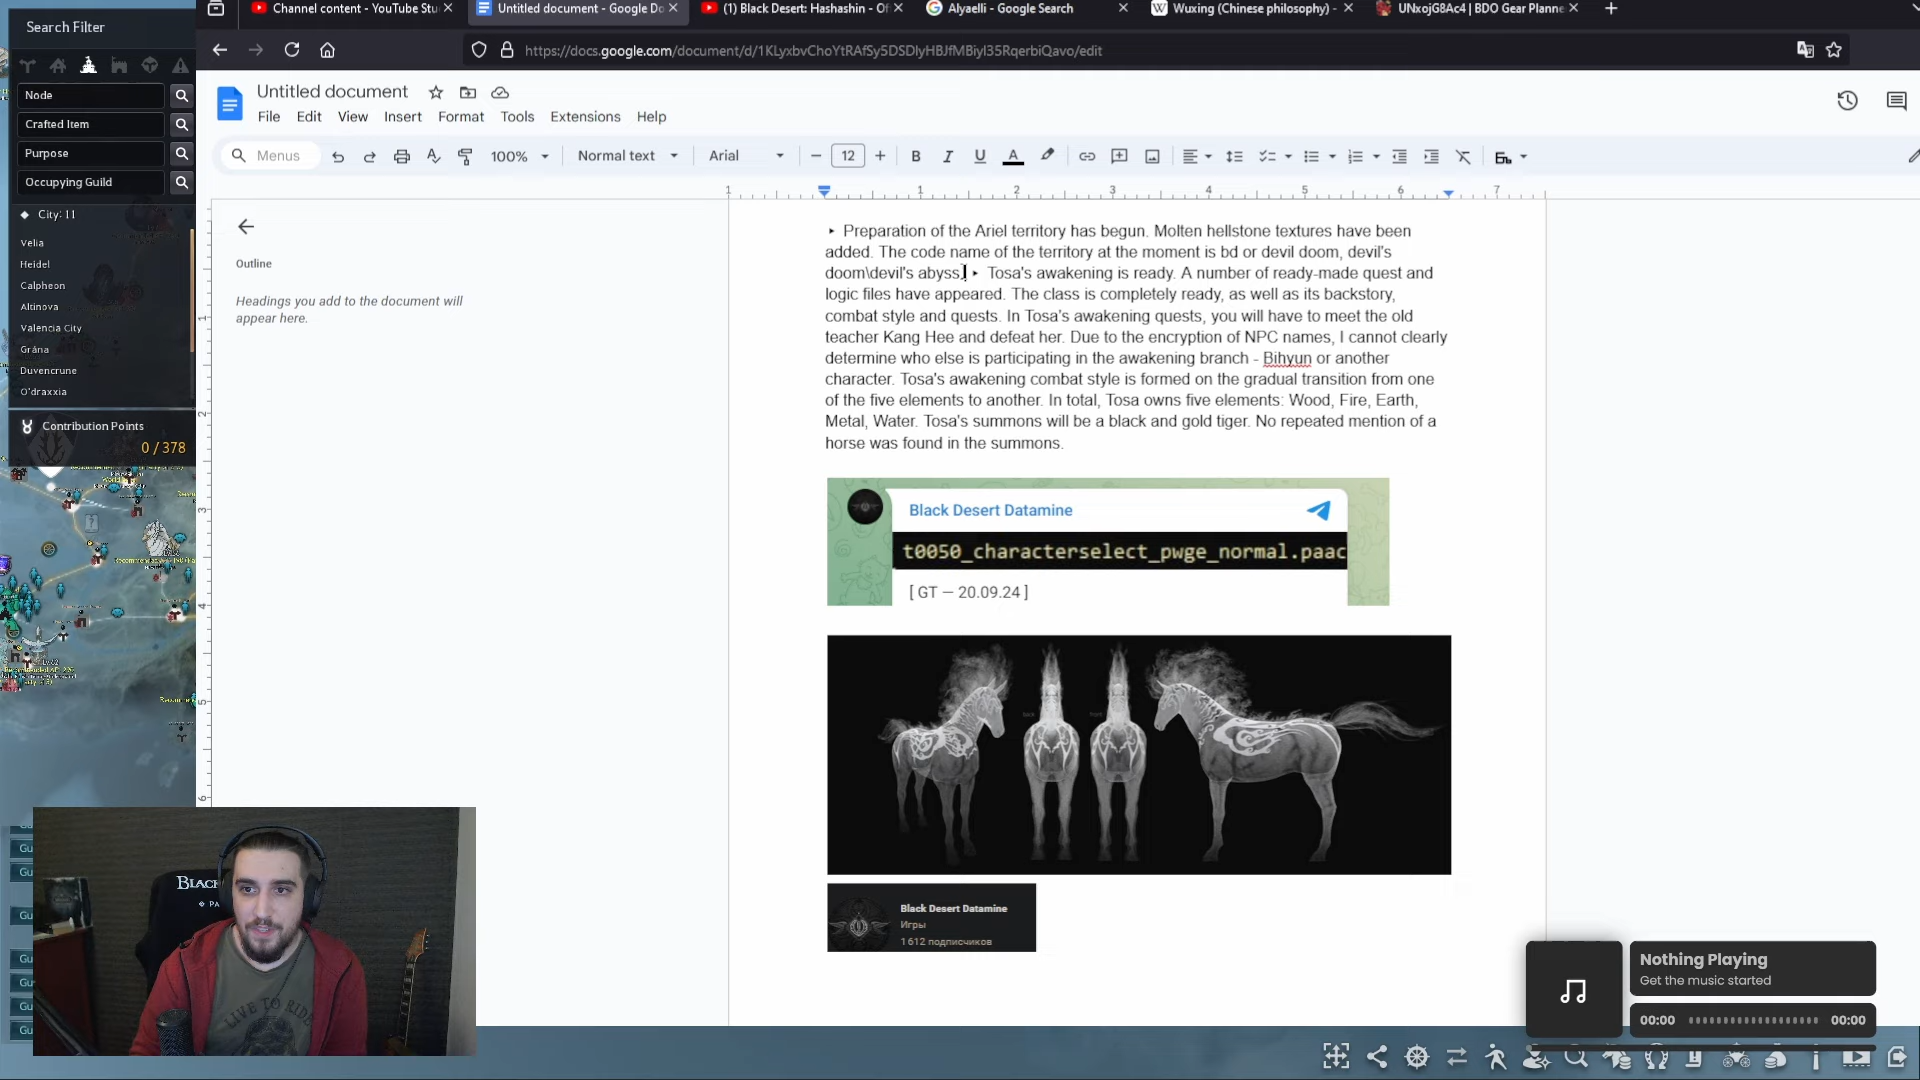 Search Filter
Node
Crafted Item
Purpose
Occupying Guild
City: 11
Velia
Heidel
Calpheon
Altinova
Valencia City
Grána
Duvencrune
O'draxxia
Contribution Points
0 / 378
Channel content - YouTube Stu
Untitled document - Google Do
(1) Black Desert: Hashashin - Of
Alyaelli - Google Search
Wuxing (Chinese philosophy) -
UNxojG8Ac4 | BDO Gear Planne
https://docs.google.com/document/d/1KLyxbvChoYtRAfSy5DSDlyHBJfMBiyl35RqerbiQavo/edit
Untitled document
File Edit View Insert Format Tools Extensions Help
Menus
100%
Normal text
Arial
12
Outline
Headings you add to the document will
appear here.
‣ Preparation of the Ariel territory has begun. Molten hellstone textures have been
added. The code name of the territory at the moment is bd or devil doom, devil's
doom\devil's abyss. ‣ Tosa's awakening is ready. A number of ready-made quest and
logic files have appeared. The class is completely ready, as well as its backstory,
combat style and quests. In Tosa's awakening quests, you will have to meet the old
teacher Kang Hee and defeat her. Due to the encryption of NPC names, I cannot clearly
determine who else is participating in the awakening branch - Bihyun or another
character. Tosa's awakening combat style is formed on the gradual transition from one
of the five elements to another. In total, Tosa owns five elements: Wood, Fire, Earth,
Metal, Water. Tosa's summons will be a black and gold tiger. No repeated mention of a
horse was found in the summons.
Black Desert Datamine
t0050_characterselect_pwge_normal.paac
[ GT — 20.09.24 ]
Black Desert Datamine
Игры
1 612 подписчиков
BLACK
LIVE TO RIDE
Nothing Playing
Get the music started
00:00
00:00